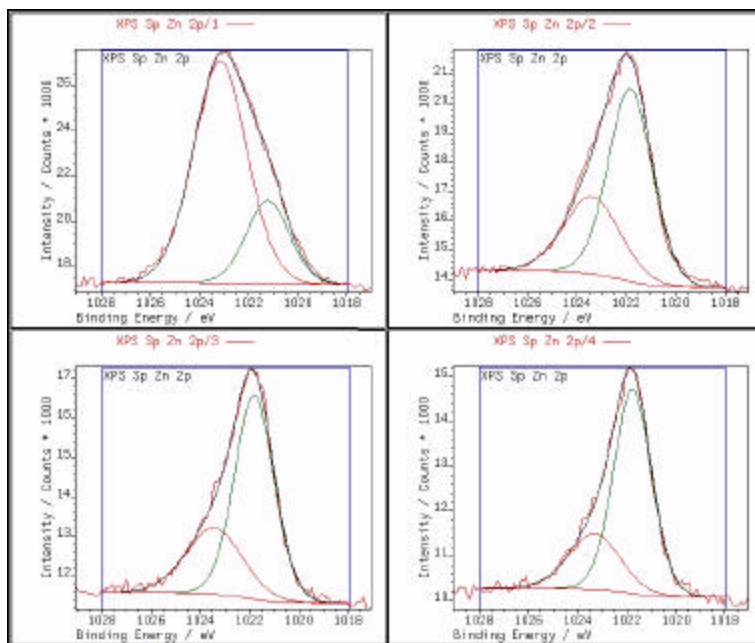 XPS Sp Zn 2p/1
XPS Sp Zn 2p
Intensity / Counts * 1000
26
24
22
20
18
1028 1026 1024 1022 1020 1018
Binding Energy / eV
XPS Sp Zn 2p/2
XPS Sp Zn 2p
Intensity / Counts * 1000
21
20
19
18
17
16
15
14
1028 1026 1024 1022 1020 1018
Binding Energy / eV
XPS Sp Zn 2p/3
XPS Sp Zn 2p
Intensity / Counts * 1000
17
16
15
14
13
12
1028 1026 1024 1022 1020 1018
Binding Energy / eV
XPS Sp Zn 2p/4
XPS Sp Zn 2p
Intensity / Counts * 1000
15
14
13
12
11
10
1028 1026 1024 1022 1020 1018
Binding Energy / eV